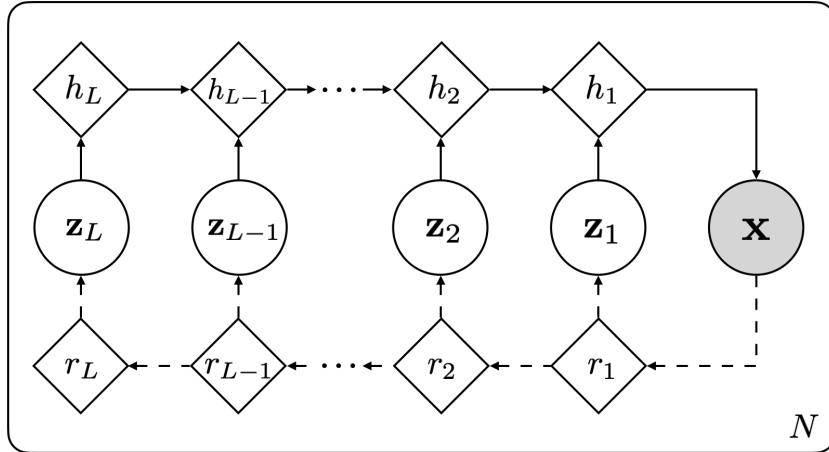 h_L h_{L−1} ··· h_2 h_1
z_L z_{L−1} z_2 z_1 x
r_L r_{L−1} ··· r_2 r_1
N